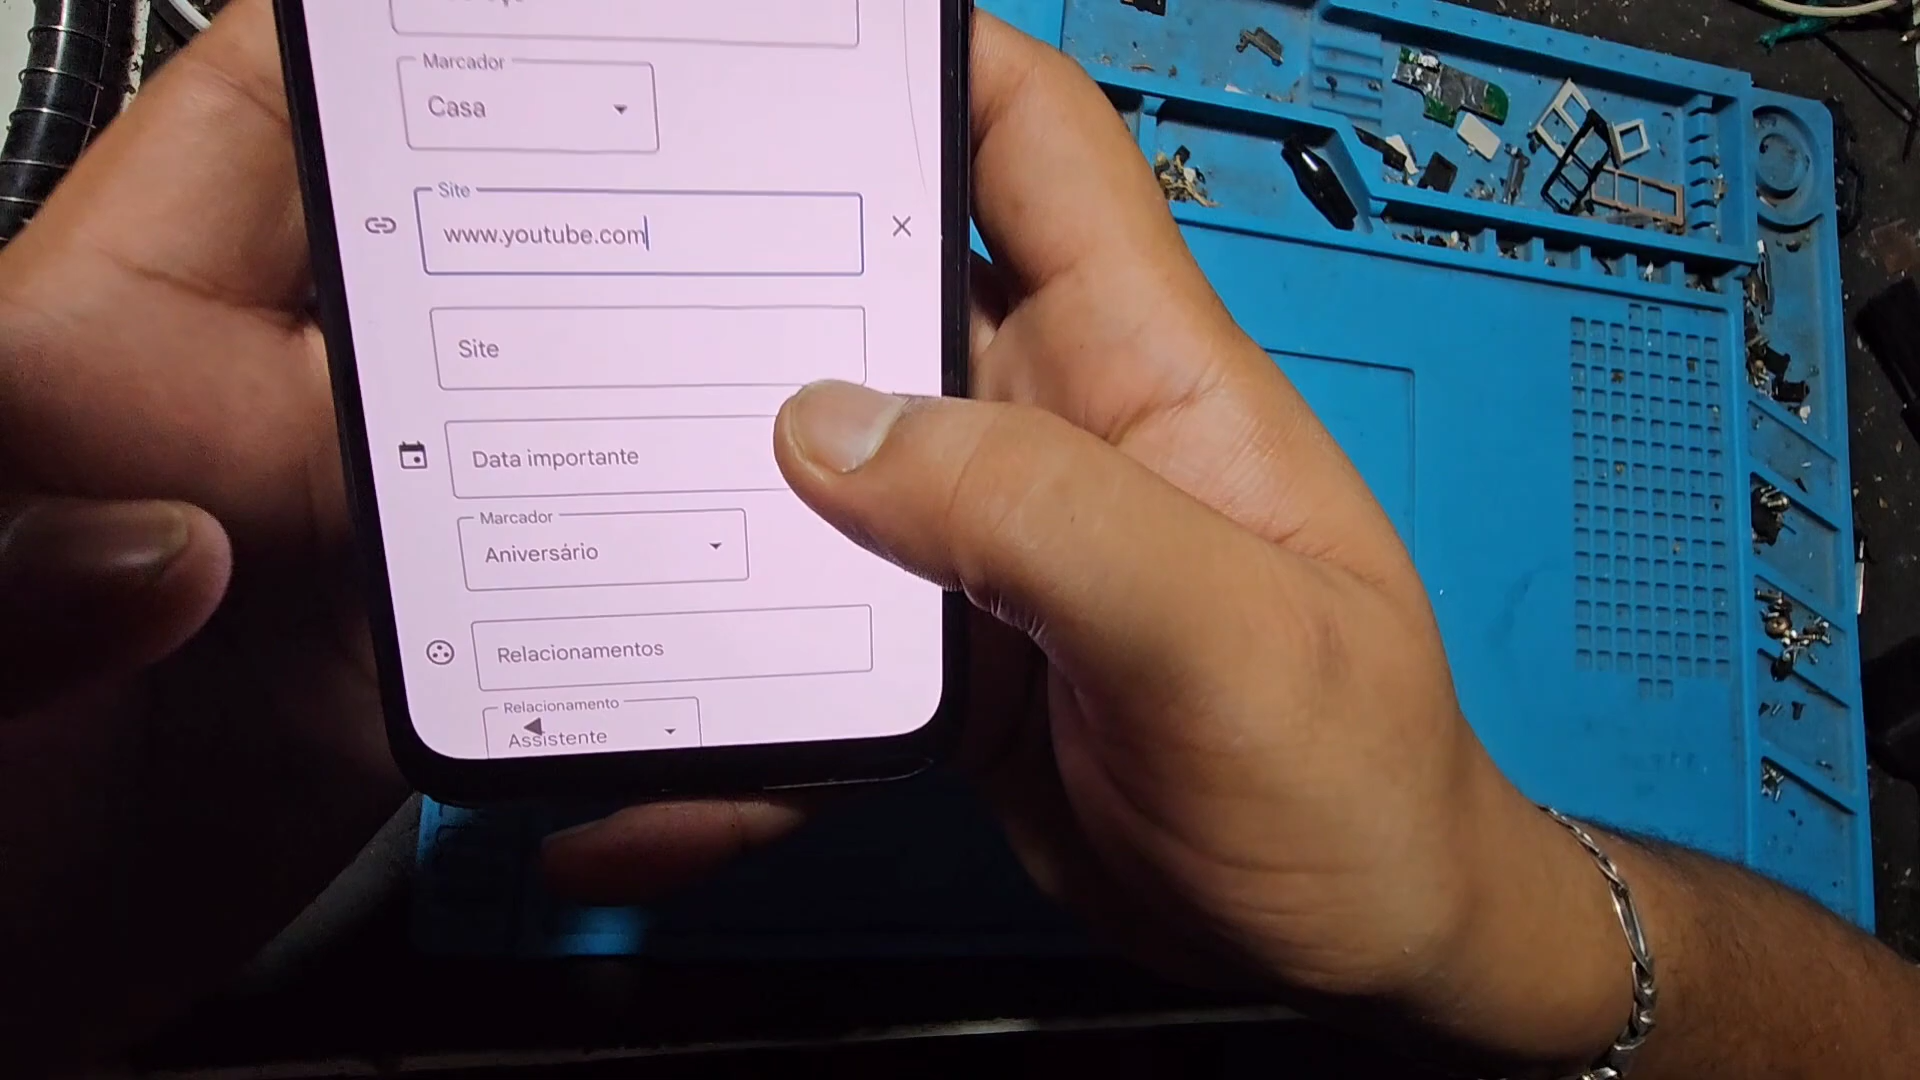 Marcador
Casa
Site
www.youtube.com
Site
Data importante
Marcador
Aniversário
Relacionamentos
Relacionamento
Assistente